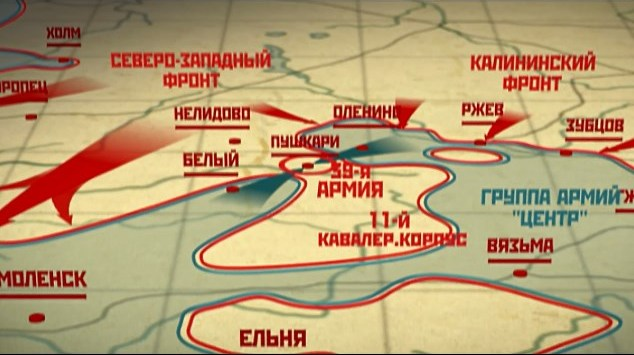 ХОЛМ
СЕВЕРО-ЗАПАДНЫЙ
ФРОНТ
КАЛИНИНСКИЙ
ФРОНТ
РОПЕЦ
НЕЛИДОВО
ОЛЕНИНО
РЖЕВ
ЗУБЦОВ
ПУШКАРИ
БЕЛЫЙ
39-я
АРМИЯ
ГРУППА АРМИЙ
"ЦЕНТР"
11-Й
КАВАЛЕР.КОРПУС
ВЯЗЬМА
МОЛЕНСК
ЕЛЬНЯ